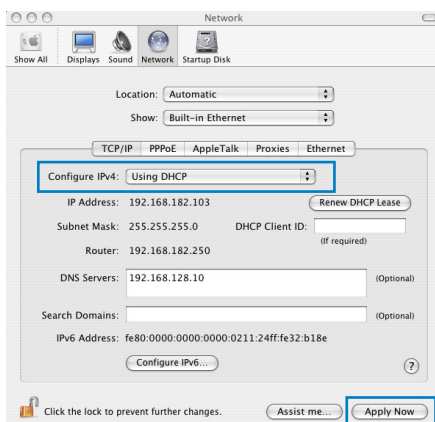 Network
Show All Displays Sound Network Startup Disk
Location: Automatic
Show: Built-in Ethernet
TCP/IP PPPoE AppleTalk Proxies Ethernet
Configure IPv4: Using DHCP
IP Address: 192.168.182.103 Renew DHCP Lease
Subnet Mask: 255.255.255.0 DHCP Client ID:
(If required)
Router: 192.168.182.250
DNS Servers: 192.168.128.10 (Optional)
Search Domains: (Optional)
IPv6 Address: fe80:0000:0000:0000:0211:24ff:fe32:b18e
Configure IPv6... ?
Click the lock to prevent further changes. Assist me... Apply Now